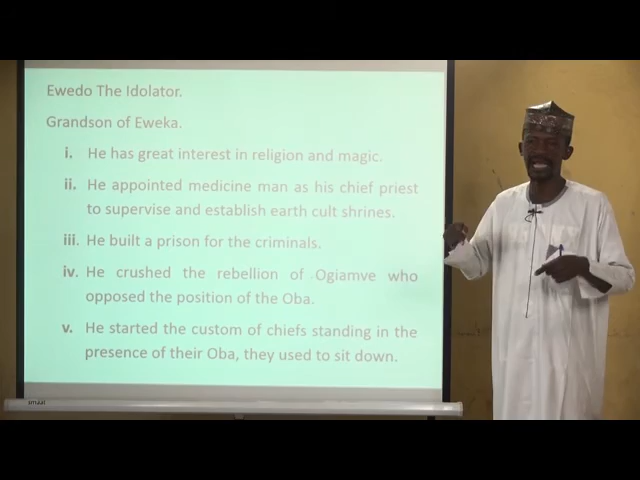 Ewedo The Idolator.
Grandson of Eweka.
i. He has great interest in religion and magic.
ii. He appointed medicine man as his chief priest
to supervise and establish earth cult shrines.
iii. He built a prison for the criminals.
iv. He crushed the rebellion of Ogiamve who
opposed the position of the Oba.
v. He started the custom of chiefs standing in the
presence of their Oba, they used to sit down.